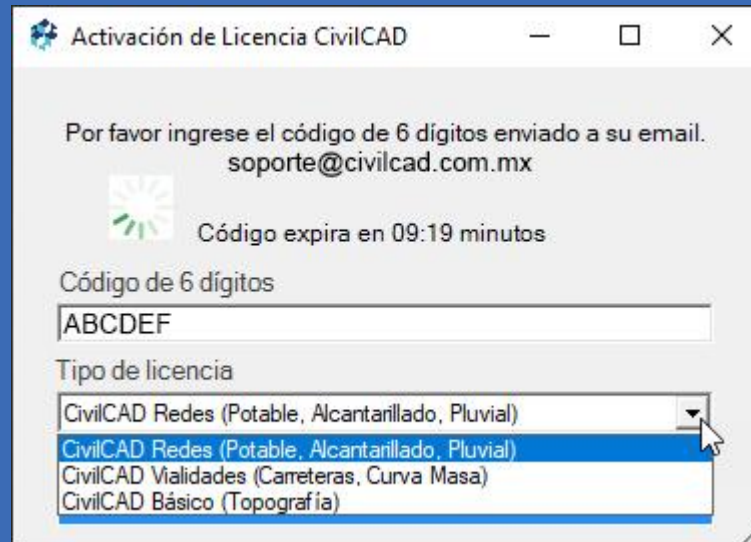 Activación de Licencia CivilCAD
Por favor ingrese el código de 6 dígitos enviado a su email.
soporte@civilcad.com.mx
Código expira en 09:19 minutos
Código de 6 dígitos
ABCDEF
Tipo de licencia
CivilCAD Redes (Potable, Alcantarillado, Pluvial)
CivilCAD Redes (Potable, Alcantarillado, Pluvial)
CivilCAD Vialidades (Carreteras, Curva Masa)
CivilCAD Básico (Topografía)